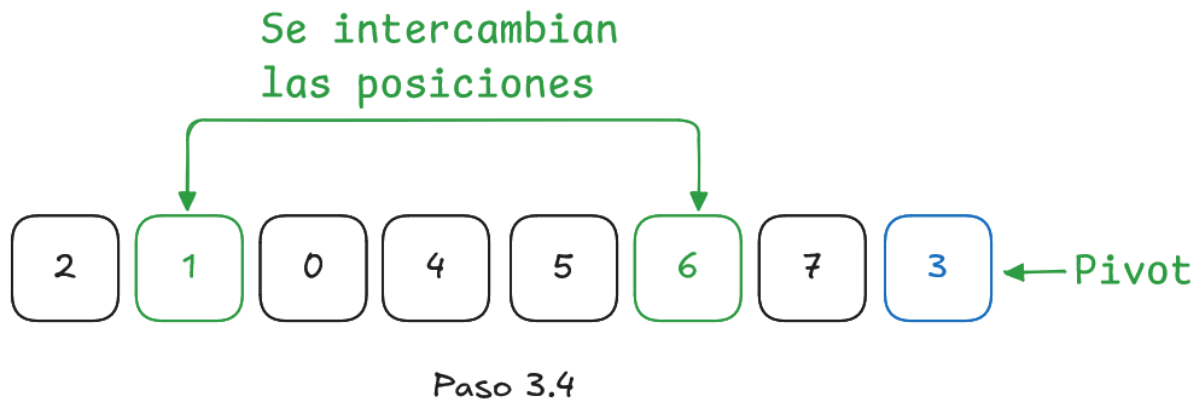 Se intercambian
las posiciones
2 1 0 4 5 6 7 3 Pivot
Paso 3.4